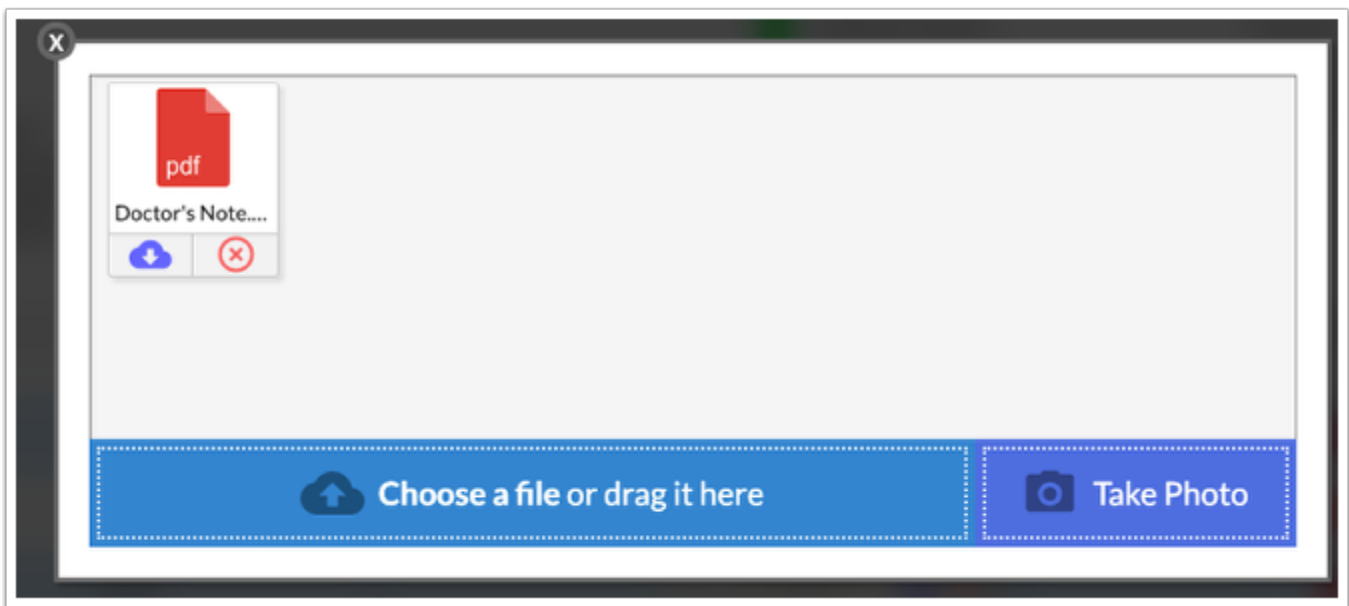 X
pdf
Doctor's Note....
Choose a file or drag it here
Take Photo